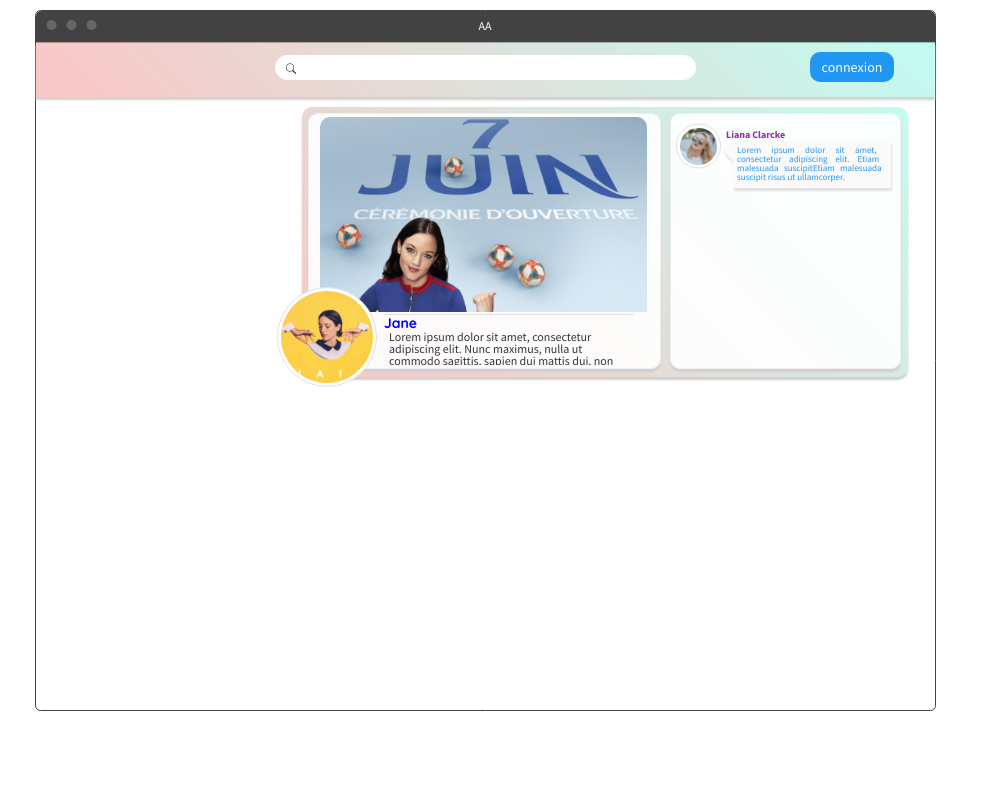 AA
connexion
7
JUIN
CÉRÉMONIE D'OUVERTURE
Liana Clarcke
Lorem ipsum dolor sit amet,
consectetur adipiscing elit. Etiam
malesuada suscipitEtiam malesuada
suscipit risus ut ullamcorper.
Jane
Lorem ipsum dolor sit amet, consectetur
adipiscing elit. Nunc maximus, nulla ut
commodo sagittis, sapien dui mattis dui, non
A I